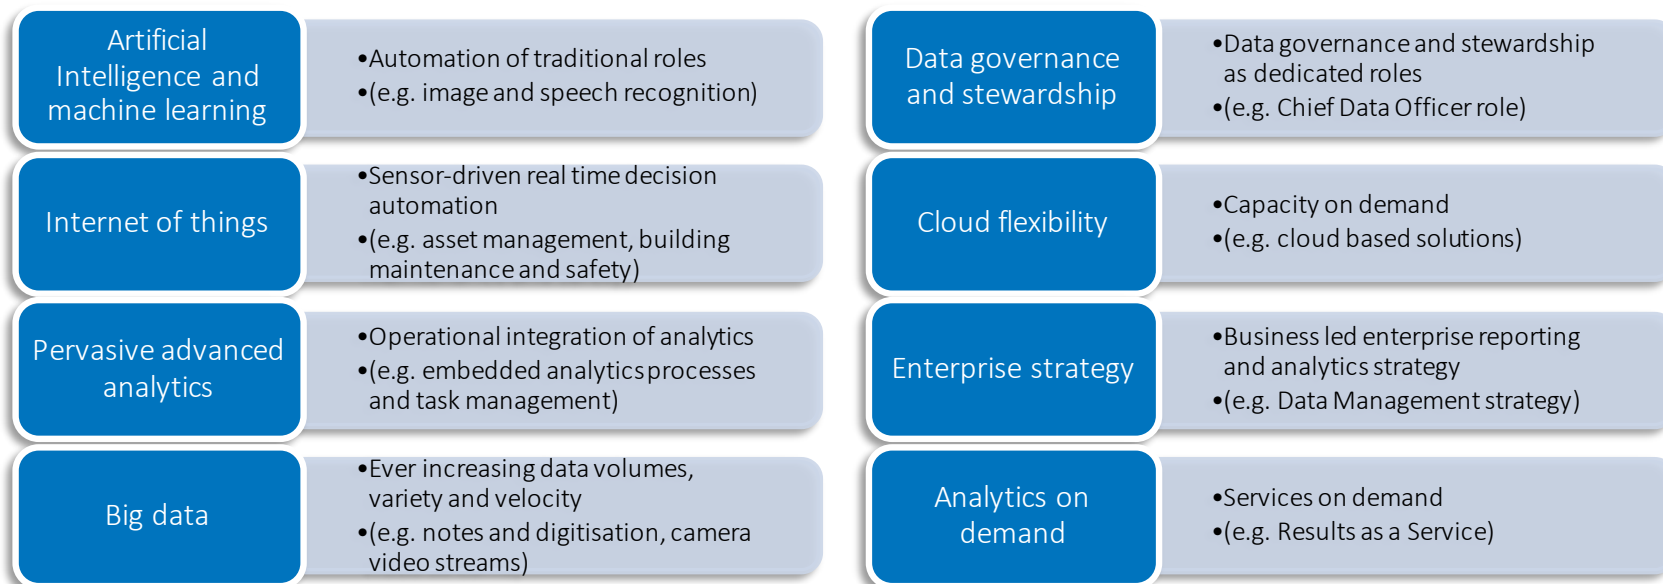 Artificial
Intelligence and
machine learning
•Automation of traditional roles
•(e.g. image and speech recognition)
Internet of things
•Sensor-driven real time decision
automation
•(e.g. asset management, building
maintenance and safety)
Pervasive advanced
analytics
•Operational integration of analytics
•(e.g. embedded analytics processes
and task management)
Big data
•Ever increasing data volumes,
variety and velocity
•(e.g. notes and digitisation, camera
video streams)
Data governance
and stewardship
•Data governance and stewardship
as dedicated roles
•(e.g. Chief Data Officer role)
Cloud flexibility
•Capacity on demand
•(e.g. cloud based solutions)
Enterprise strategy
•Business led enterprise reporting
and analytics strategy
•(e.g. Data Management strategy)
Analytics on
demand
•Services on demand
•(e.g. Results as a Service)